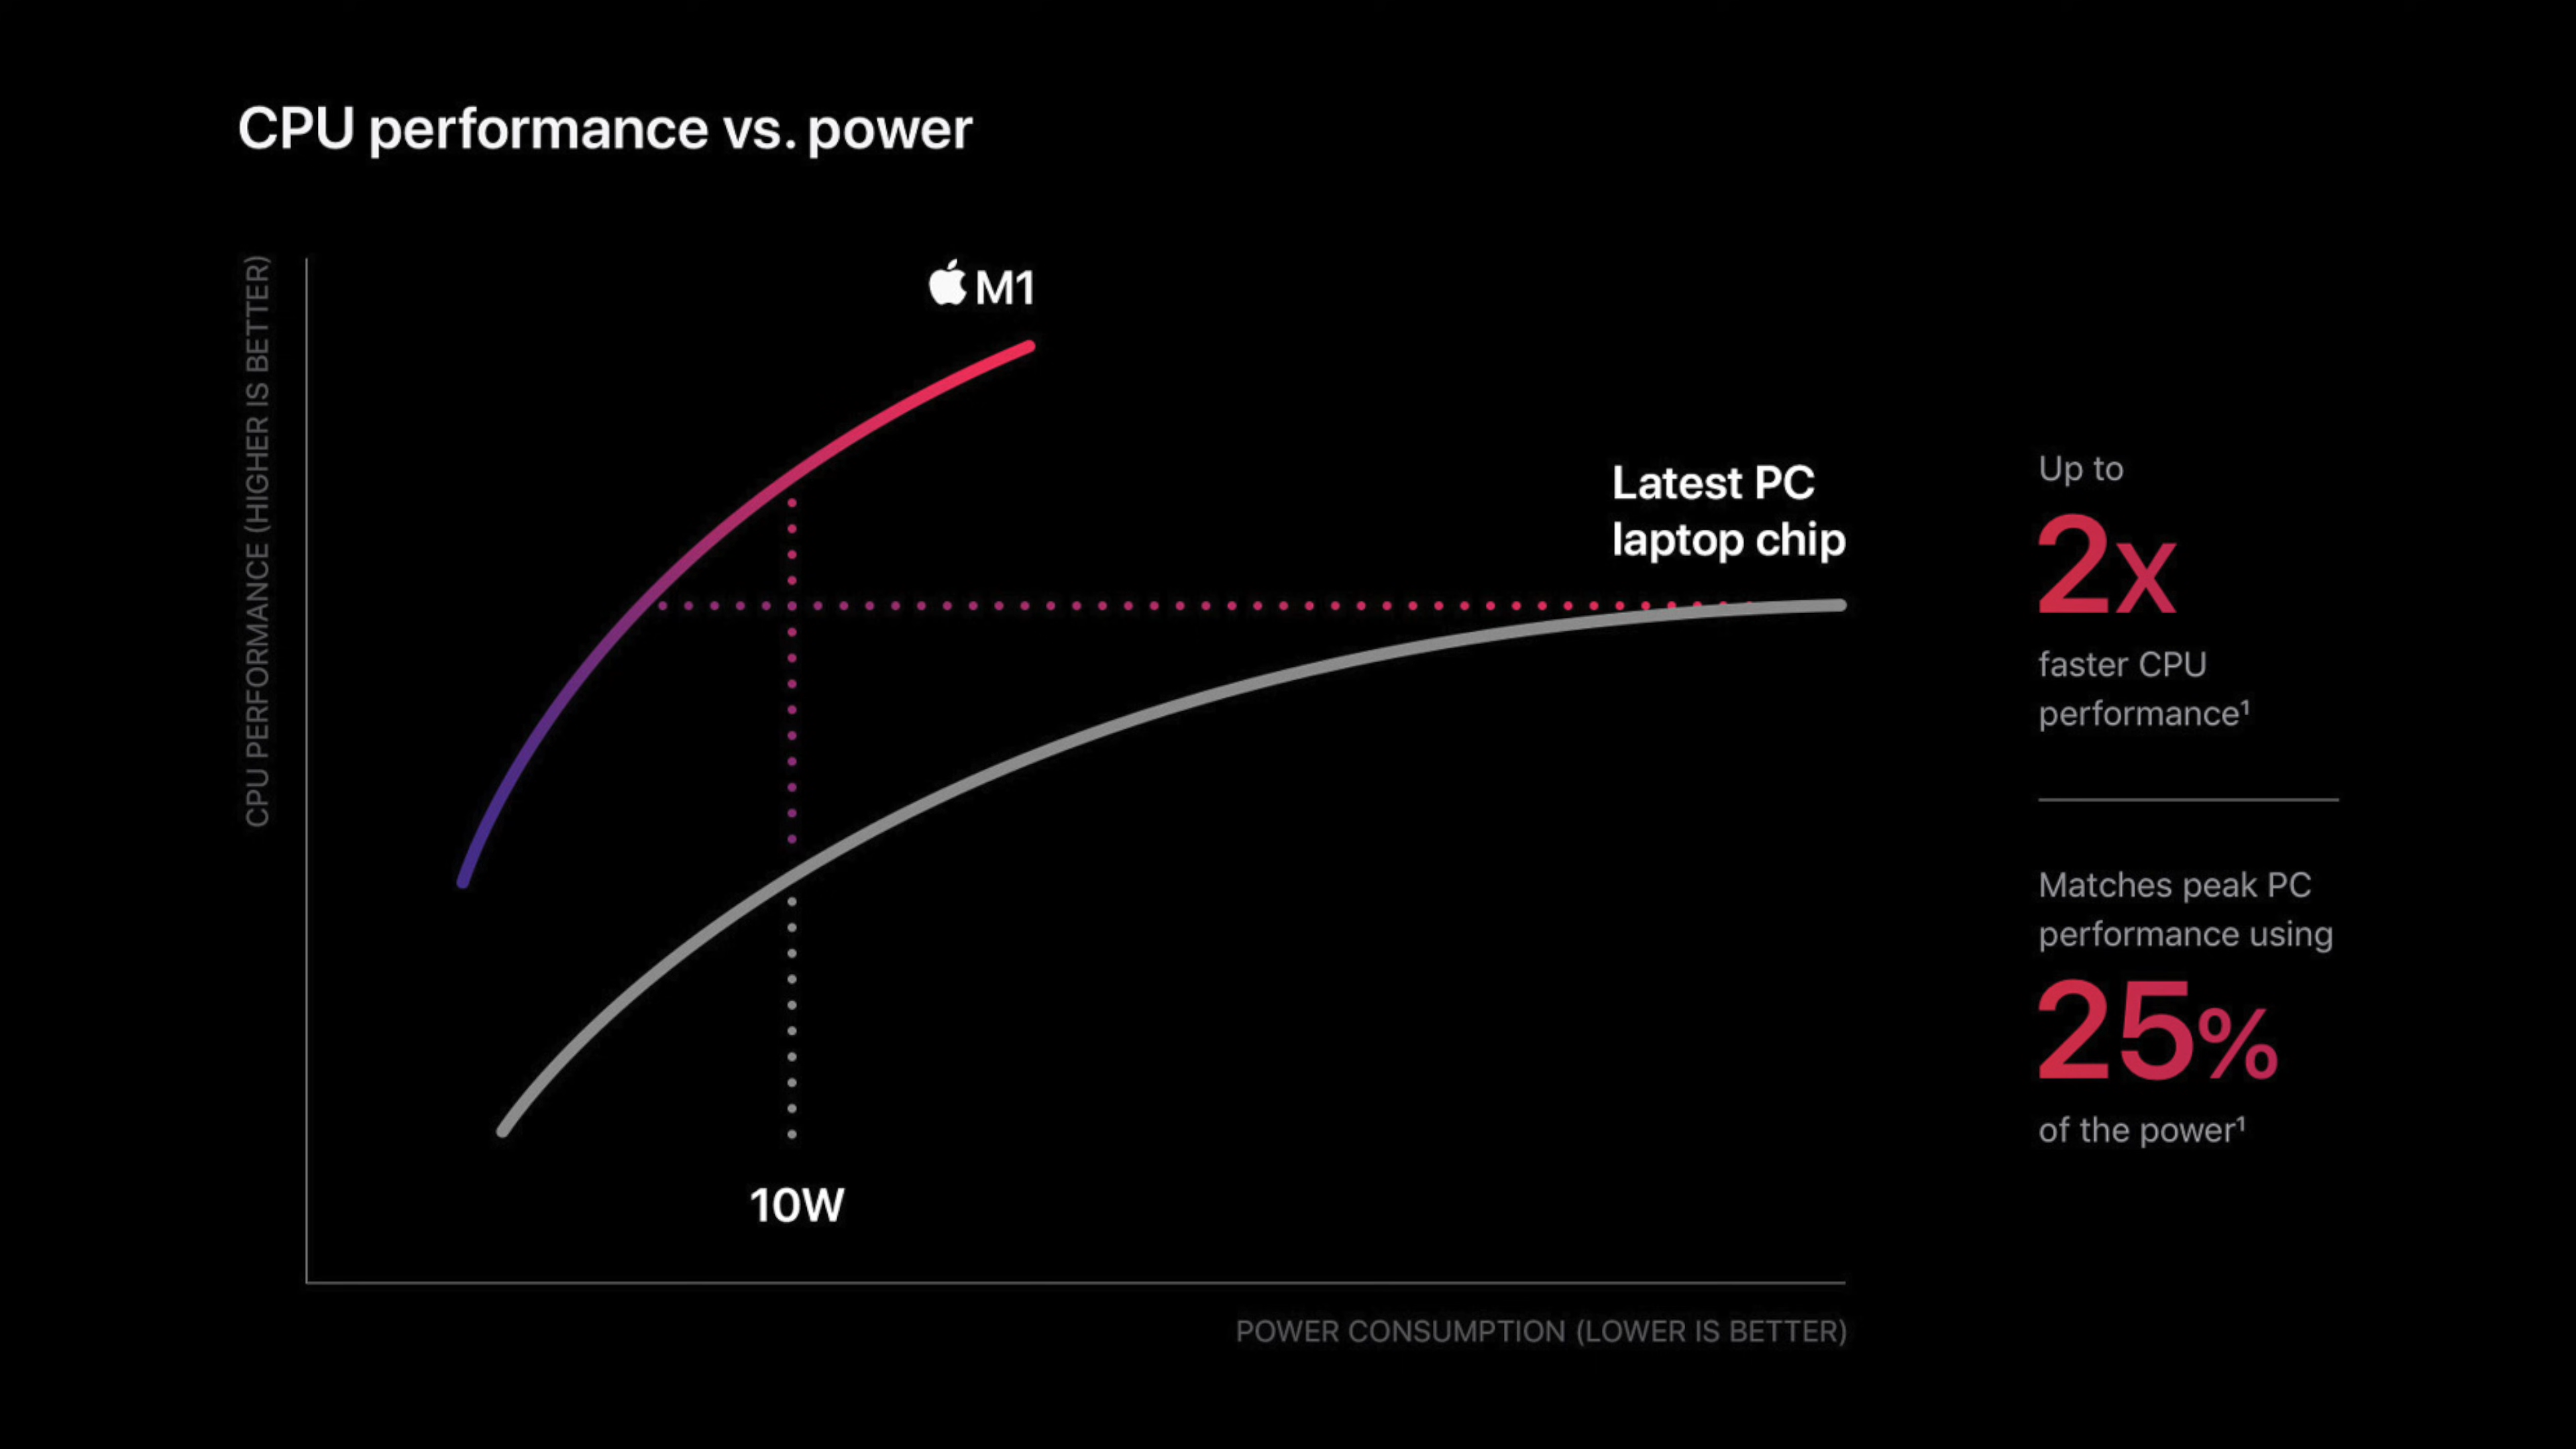 CPU performance vs. power
CPU PERFORMANCE (HIGHER IS BETTER)
M1
Latest PC
laptop chip
10W
POWER CONSUMPTION (LOWER IS BETTER)
Up to
2x
faster CPU
performance¹
Matches peak PC
performance using
25%
of the power¹